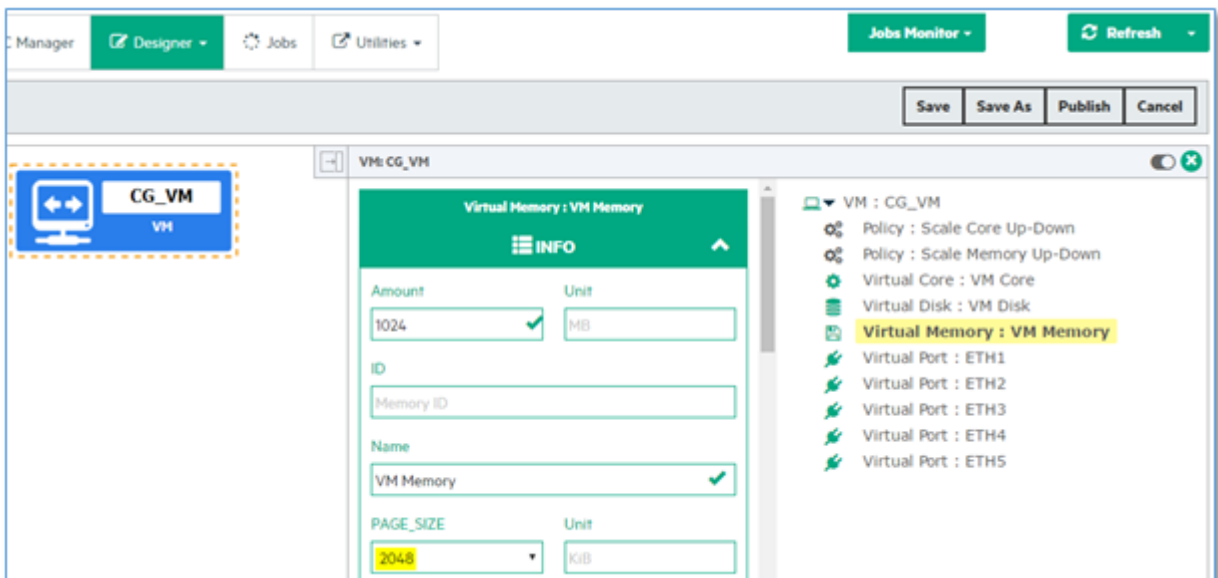 C Manager Designer Jobs Utilities Jobs Monitor Refresh
Save Save As Publish Cancel
VM: CG_VM
CG_VM
VM
Virtual Memory : VM Memory
INFO
Amount Unit
1024 MB
ID
Memory ID
Name
VM Memory
PAGE_SIZE Unit
2048 KiB
VM : CG_VM
Policy : Scale Core Up-Down
Policy : Scale Memory Up-Down
Virtual Core : VM Core
Virtual Disk : VM Disk
Virtual Memory : VM Memory
Virtual Port : ETH1
Virtual Port : ETH2
Virtual Port : ETH3
Virtual Port : ETH4
Virtual Port : ETH5